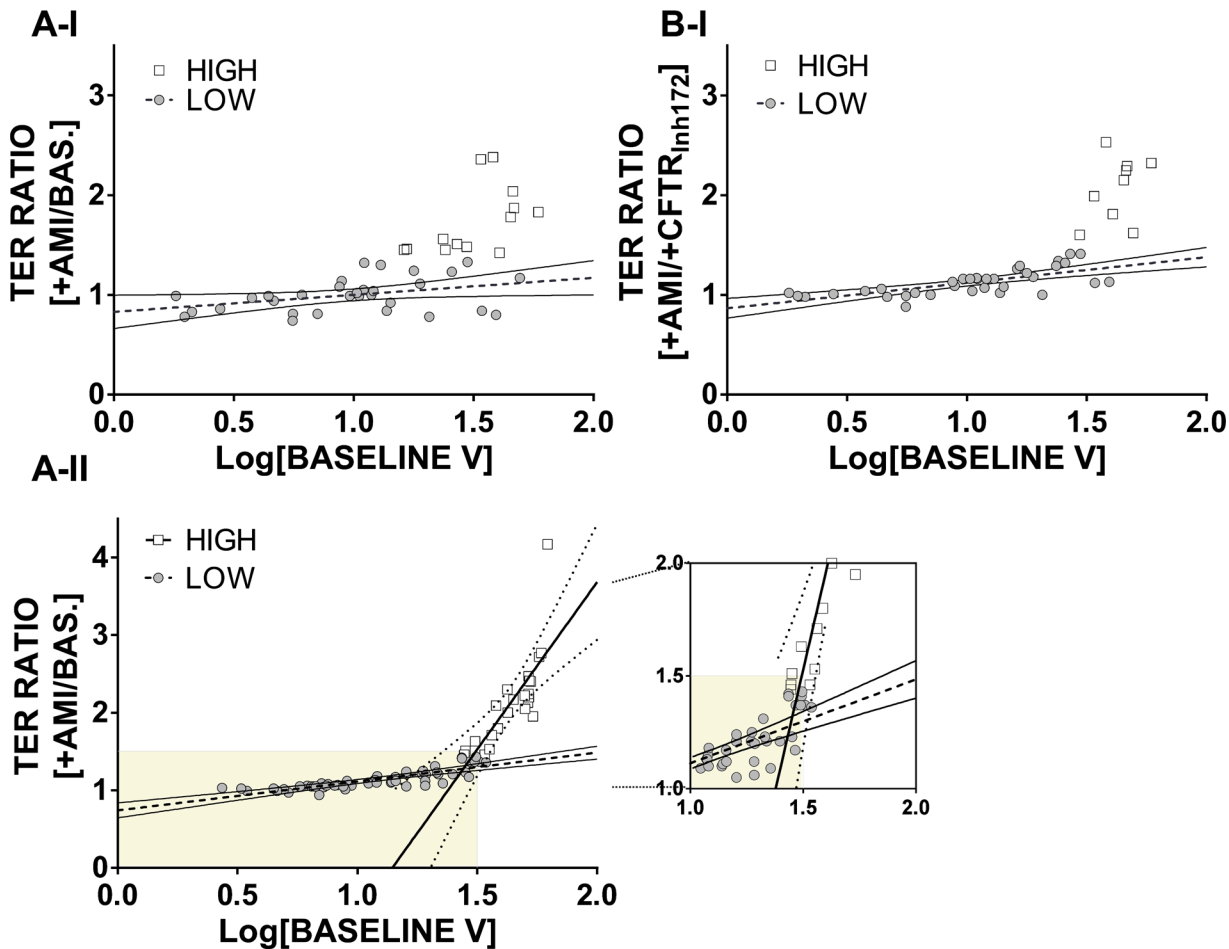 A-I
HIGH
LOW
TER RATIO
[+AMI/BAS.]
3
2
1
0
0.0 0.5 1.0 1.5 2.0
Log[BASELINE V]
B-I
HIGH
LOW
TER RATIO
[+AMI/+CFTRInh172]
3
2
1
0
0.0 0.5 1.0 1.5 2.0
Log[BASELINE V]
A-II
HIGH
LOW
TER RATIO
[+AMI/BAS.]
4
3
2
1
0
0.0 0.5 1.0 1.5 2.0
Log[BASELINE V]
2.0
1.5
1.0
1.0 1.5 2.0